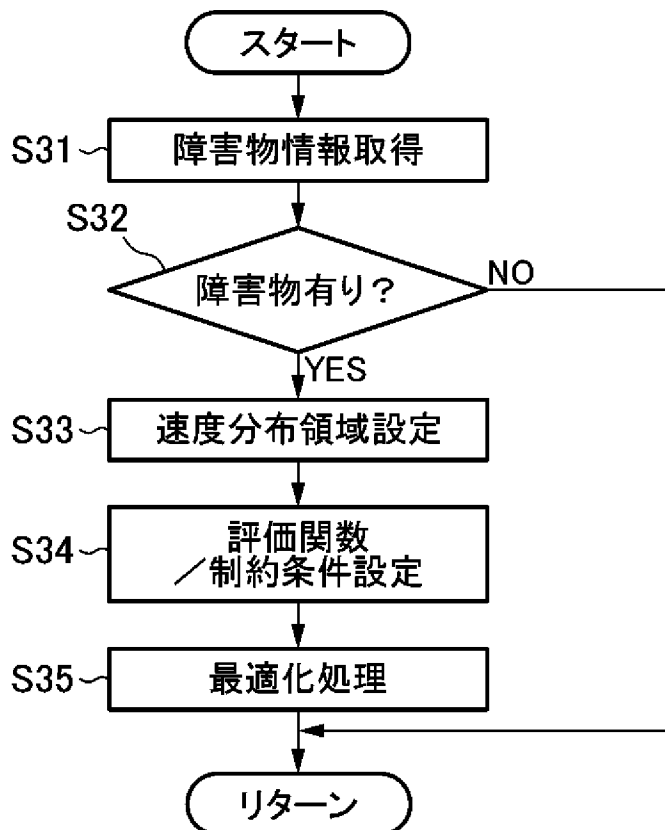 スタート
S31
障害物情報取得
S32
障害物有り？
NO
YES
S33
速度分布領域設定
S34
評価関数
／制約条件設定
S35
最適化処理
リターン